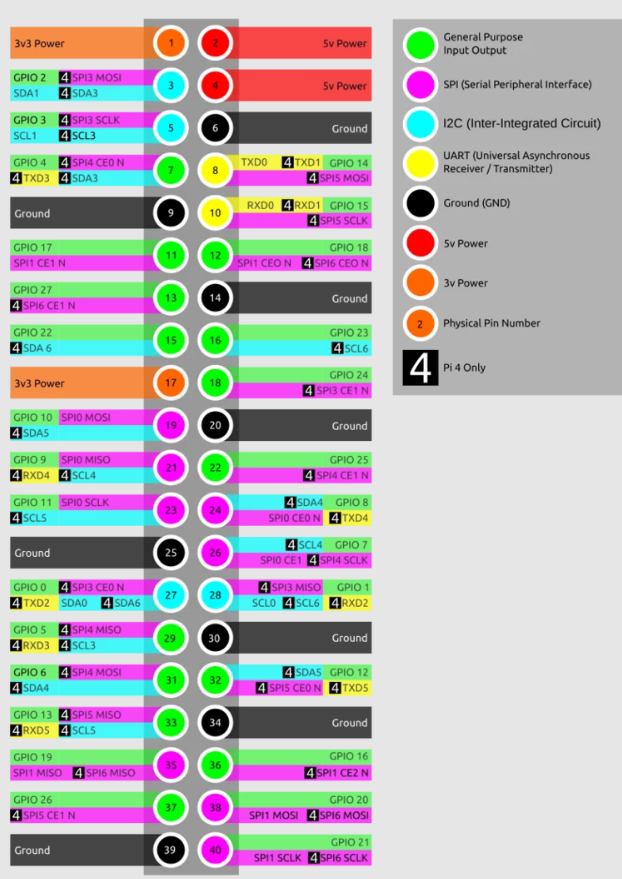 3v3 Power 1 2 5v Power
GPIO 2 4 SPI3 MOSI
SDA1 4 SDA3 3 4 5v Power
GPIO 3 4 SPI3 SCLK
SCL1 4 SCL3 5 6 Ground
GPIO 4 4 SPI4 CE0 N
4 TXD3 4 SDA3 7 8 TXD0 4 TXD1 GPIO 14
4 SPI5 MOSI
Ground 9 10 RXD0 4 RXD1 GPIO 15
4 SPI5 SCLK
GPIO 17
SPI1 CE1 N 11 12 GPIO 18
SPI1 CEO N 4 SPI6 CEO N
GPIO 27
4 SPI6 CE1 N 13 14 Ground
GPIO 22
4 SDA 6 15 16 GPIO 23
4 SCL6
3v3 Power 17 18 GPIO 24
4 SPI3 CE1 N
GPIO 10 SPI0 MOSI
4 SDA5 19 20 Ground
GPIO 9 SPI0 MISO
4 RXD4 4 SCL4 21 22 GPIO 25
4 SPI4 CE1 N
GPIO 11 SPI0 SCLK
4 SCL5 23 24 4 SDA4 GPIO 8
SPI0 CE0 N 4 TXD4
Ground 25 26 4 SCL4 GPIO 7
SPI0 CE1 4 SPI4 SCLK
GPIO 0 4 SPI3 CE0 N
4 TXD2 SDA0 4 SDA6 27 28 4 SPI3 MISO GPIO 1
SCL0 4 SCL6 4 RXD2
GPIO 5 4 SPI4 MISO
4 RXD3 4 SCL3 29 30 Ground
GPIO 6 4 SPI4 MOSI
4 SDA4 31 32 4 SDA5 GPIO 12
4 SPI5 CE0 N 4 TXD5
GPIO 13 4 SPI5 MISO
4 RXD5 4 SCL5 33 34 Ground
GPIO 19
SPI1 MISO 4 SPI6 MISO 35 36 GPIO 16
4 SPI1 CE2 N
GPIO 26
4 SPI5 CE1 N 37 38 GPIO 20
SPI1 MOSI 4 SPI6 MOSI
Ground 39 40 GPIO 21
SPI1 SCLK 4 SPI6 SCLK
General Purpose
Input Output
SPI (Serial Peripheral Interface)
I2C (Inter-Integrated Circuit)
UART (Universal Asynchronous
Receiver / Transmitter)
Ground (GND)
5v Power
3v Power
2 Physical Pin Number
4 Pi 4 Only